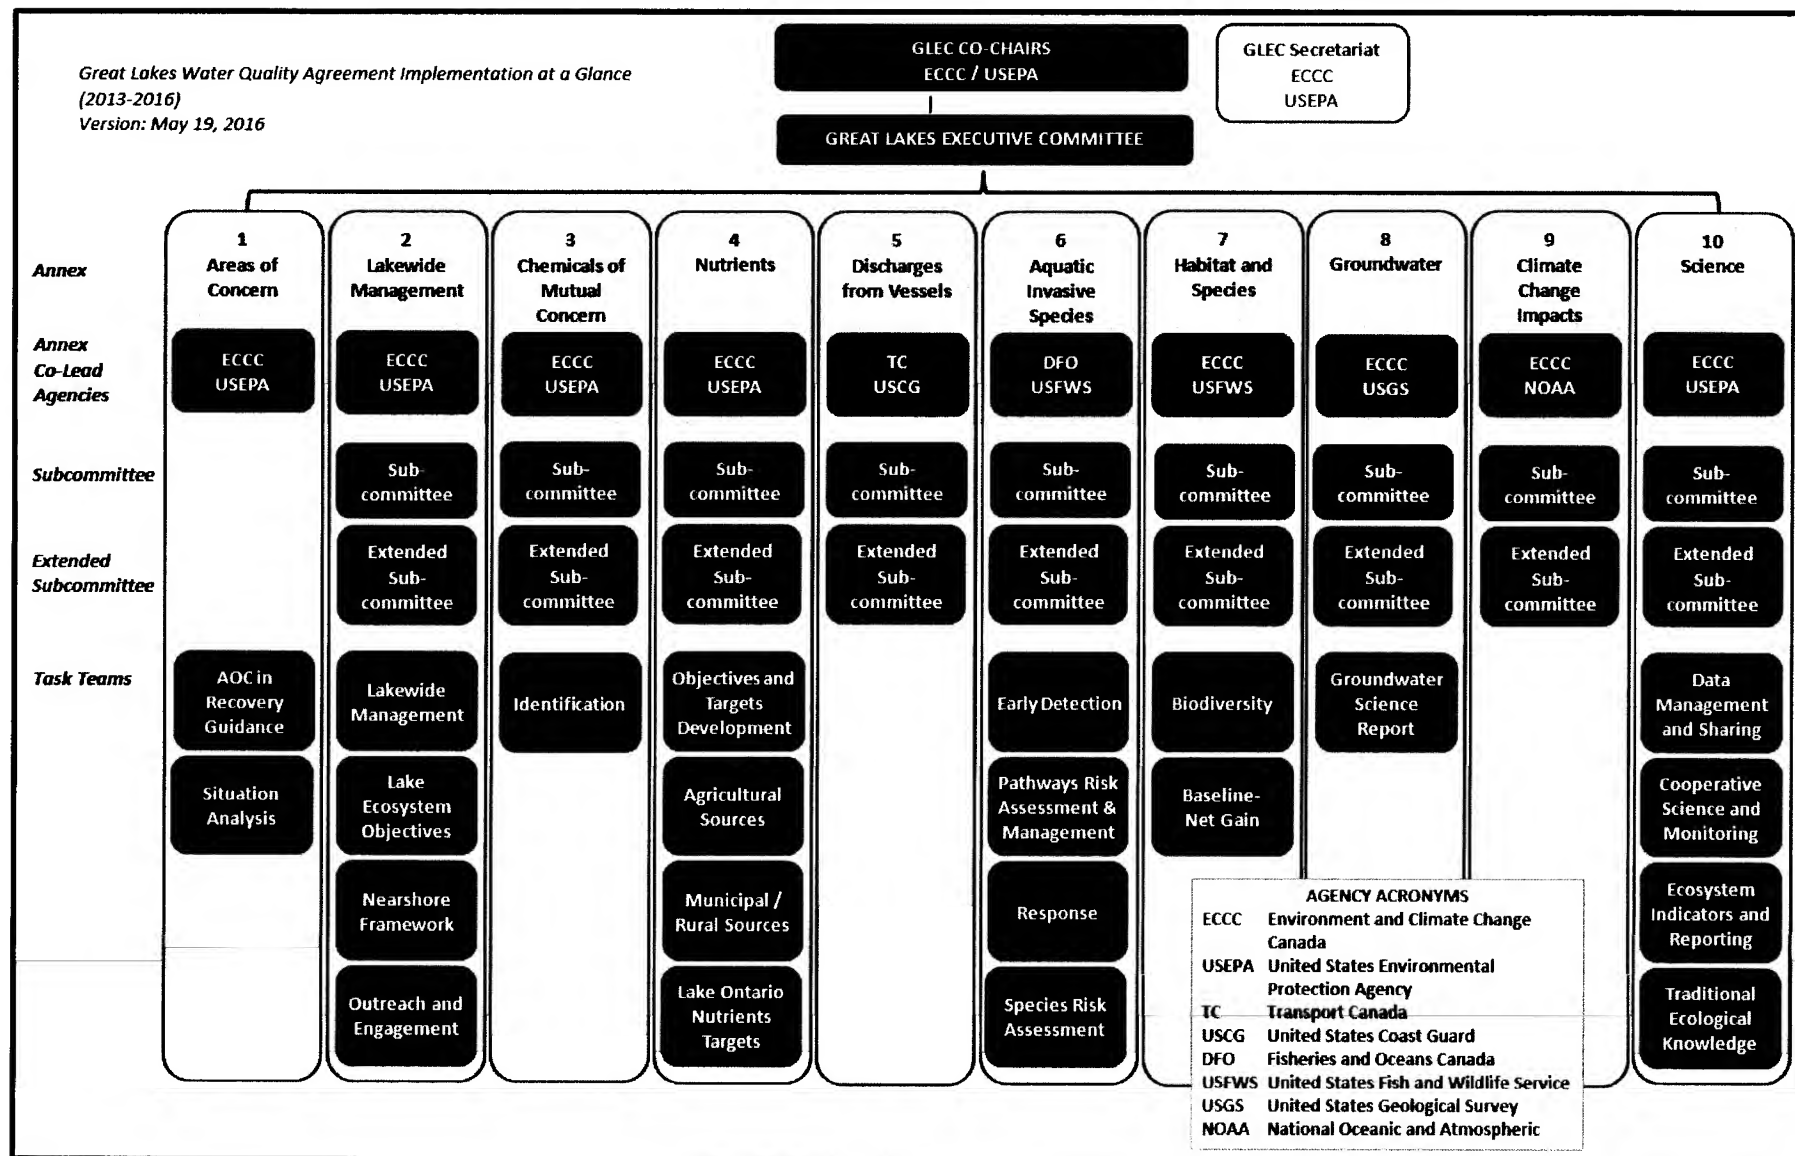 Great Lakes Water Quality Agreement Implementation at a Glance
(2013-2016)
Version: May 19, 2016
GLEC CO-CHAIRS
ECCC / USEPA
GLEC Secretariat
ECCC
USEPA
GREAT LAKES EXECUTIVE COMMITTEE
Annex
1
Areas of
Concern
2
Lakewide
Management
3
Chemicals of
Mutual
Concern
4
Nutrients
5
Discharges
from Vessels
6
Aquatic
Invasive
Species
7
Habitat and
Species
8
Groundwater
9
Climate
Change
Impacts
10
Science
Annex
Co-Lead
Agencies
ECCC
USEPA
ECCC
USEPA
ECCC
USEPA
ECCC
USEPA
TC
USCG
DFO
USFWS
ECCC
USFWS
ECCC
USGS
ECCC
NOAA
ECCC
USEPA
Subcommittee
Sub-
committee
Sub-
committee
Sub-
committee
Sub-
committee
Sub-
committee
Sub-
committee
Sub-
committee
Sub-
committee
Sub-
committee
Extended
Subcommittee
Extended
Sub-
committee
Extended
Sub-
committee
Extended
Sub-
committee
Extended
Sub-
committee
Extended
Sub-
committee
Extended
Sub-
committee
Extended
Sub-
committee
Extended
Sub-
committee
Extended
Sub-
committee
Task Teams
AOC in
Recovery
Guidance
Lakewide
Management
Identification
Objectives and
Targets
Development
Early Detection
Biodiversity
Groundwater
Science
Report
Data
Management
and Sharing
Situation
Analysis
Lake
Ecosystem
Objectives
Agricultural
Sources
Pathways Risk
Assessment &
Management
Baseline-
Net Gain
Cooperative
Science and
Monitoring
Nearshore
Framework
Municipal /
Rural Sources
Response
Ecosystem
Indicators and
Reporting
Outreach and
Engagement
Lake Ontario
Nutrients
Targets
Species Risk
Assessment
Traditional
Ecological
Knowledge
AGENCY ACRONYMS
ECCC Environment and Climate Change
Canada
USEPA United States Environmental
Protection Agency
TC Transport Canada
USCG United States Coast Guard
DFO Fisheries and Oceans Canada
USFWS United States Fish and Wildlife Service
USGS United States Geological Survey
NOAA National Oceanic and Atmospheric